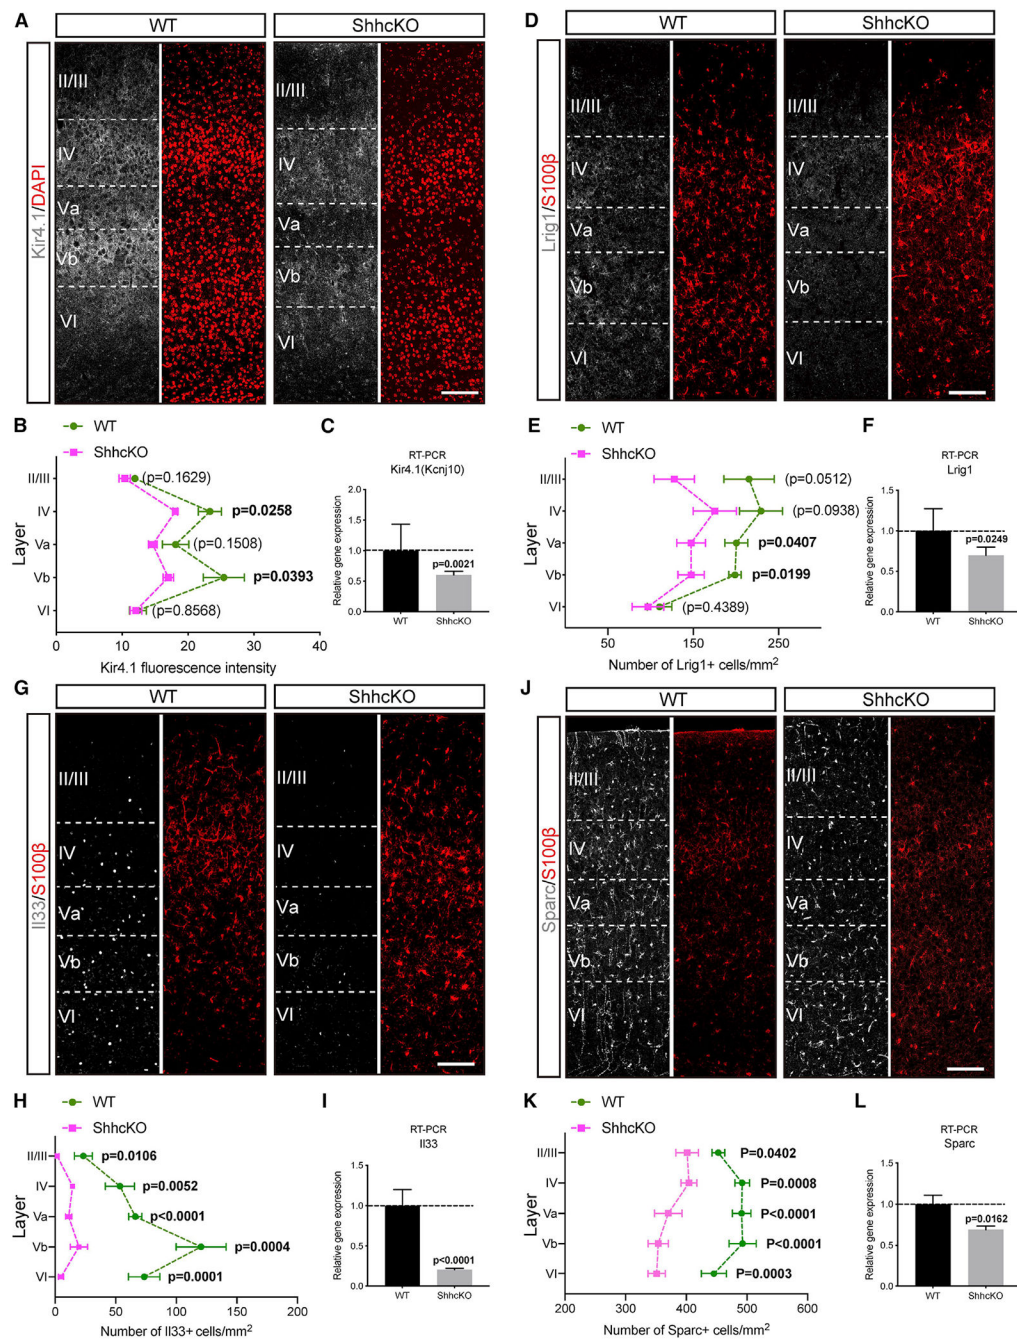 A
WT
ShhcKO
Kir4.1/DAPI
II/III
IV
Va
Vb
VI
II/III
IV
Va
Vb
VI
D
WT
ShhcKO
Lrig1/S100β
II/III
IV
Va
Vb
VI
II/III
IV
Va
Vb
VI
B
WT
ShhcKO
Layer
II/III
IV
Va
Vb
VI
(p=0.1629)
p=0.0258
(p=0.1508)
p=0.0393
(p=0.8568)
0
10
20
30
40
Kir4.1 fluorescence intensity
C
RT-PCR
Kir4.1(Kcnj10)
Relative gene expression
1.5
1.0
0.5
0.0
p=0.0021
WT
ShhcKO
E
WT
ShhcKO
Layer
II/III
IV
Va
Vb
VI
(p=0.0512)
(p=0.0938)
p=0.0407
p=0.0199
(p=0.4389)
50
150
250
Number of Lrig1+ cells/mm2
F
RT-PCR
Lrig1
Relative gene expression
1.5
1.0
0.5
0.0
p=0.0249
WT
ShhcKO
G
WT
ShhcKO
Il33/S100β
II/III
IV
Va
Vb
VI
II/III
IV
Va
Vb
VI
J
WT
ShhcKO
Sparc/S100β
II/III
IV
Va
Vb
VI
II/III
IV
Va
Vb
VI
H
WT
ShhcKO
Layer
II/III
IV
Va
Vb
VI
p=0.0106
p=0.0052
p<0.0001
p=0.0004
p=0.0001
0
50
100
150
200
Number of Il33+ cells/mm2
I
RT-PCR
Il33
Relative gene expression
1.5
1.0
0.5
0.0
p<0.0001
WT
ShhcKO
K
WT
ShhcKO
Layer
II/III
IV
Va
Vb
VI
P=0.0402
P=0.0008
P<0.0001
P<0.0001
P=0.0003
200
300
400
500
600
Number of Sparc+ cells/mm2
L
RT-PCR
Sparc
Relative gene expression
1.5
1.0
0.5
0.0
p=0.0162
WT
ShhcKO